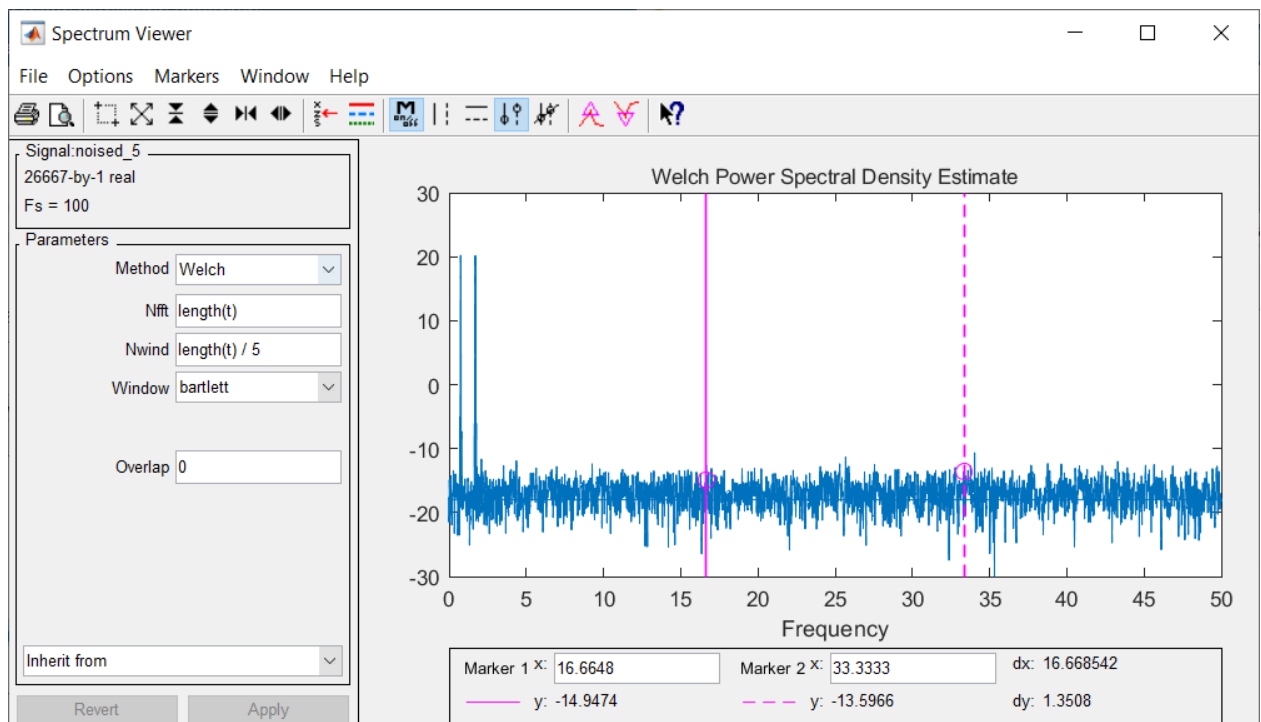 Spectrum Viewer
File Options Markers Window Help
Signal:noised_5
26667-by-1 real
Fs = 100
Parameters
Method Welch
Nfft length(t)
Nwind length(t) / 5
Window bartlett
Overlap 0
Inherit from
Revert Apply
Welch Power Spectral Density Estimate
30
20
10
0
-10
-20
-30
0 5 10 15 20 25 30 35 40 45 50
Frequency
Marker 1 x: 16.6648 Marker 2 x: 33.3333 dx: 16.668542
y: -14.9474 y: -13.5966 dy: 1.3508